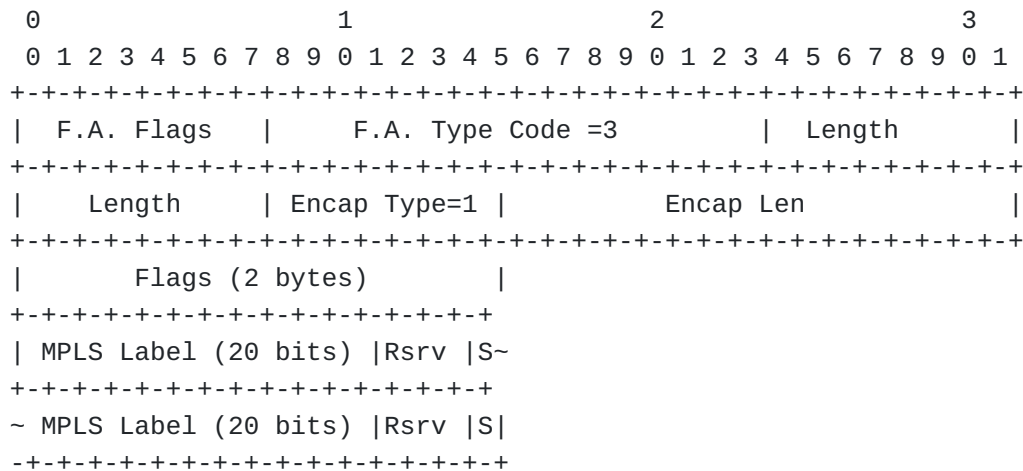 0                   1                   2                   3
 0 1 2 3 4 5 6 7 8 9 0 1 2 3 4 5 6 7 8 9 0 1 2 3 4 5 6 7 8 9 0 1
+-+-+-+-+-+-+-+-+-+-+-+-+-+-+-+-+-+-+-+-+-+-+-+-+-+-+-+-+-+-+-+-+
|  F.A. Flags   |     F.A. Type Code =3         |  Length       |
+-+-+-+-+-+-+-+-+-+-+-+-+-+-+-+-+-+-+-+-+-+-+-+-+-+-+-+-+-+-+-+-+
|    Length     | Encap Type=1 |          Encap Len             |
+-+-+-+-+-+-+-+-+-+-+-+-+-+-+-+-+-+-+-+-+-+-+-+-+-+-+-+-+-+-+-+-+
|       Flags (2 bytes)        |
+-+-+-+-+-+-+-+-+-+-+-+-+-+-+-+
| MPLS Label (20 bits) |Rsrv |S~
+-+-+-+-+-+-+-+-+-+-+-+-+-+-+-+
~ MPLS Label (20 bits) |Rsrv |S|
-+-+-+-+-+-+-+-+-+-+-+-+-+-+-+-+